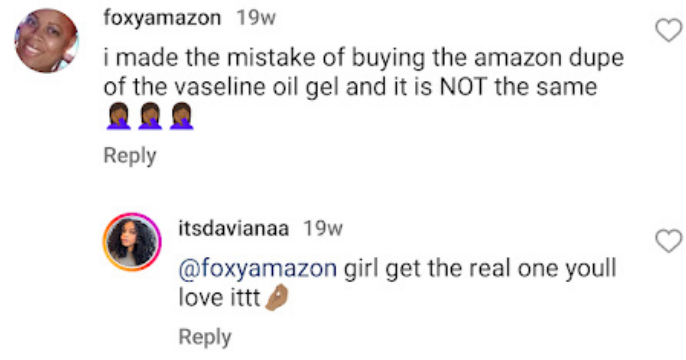 foxyamazon 19w
i made the mistake of buying the amazon dupe
of the vaseline oil gel and it is NOT the same
🤦🏾‍♀️🤦🏾‍♀️🤦🏾‍♀️
Reply
itsdavianaa 19w
@foxyamazon girl get the real one youll
love ittt🤌🏽
Reply